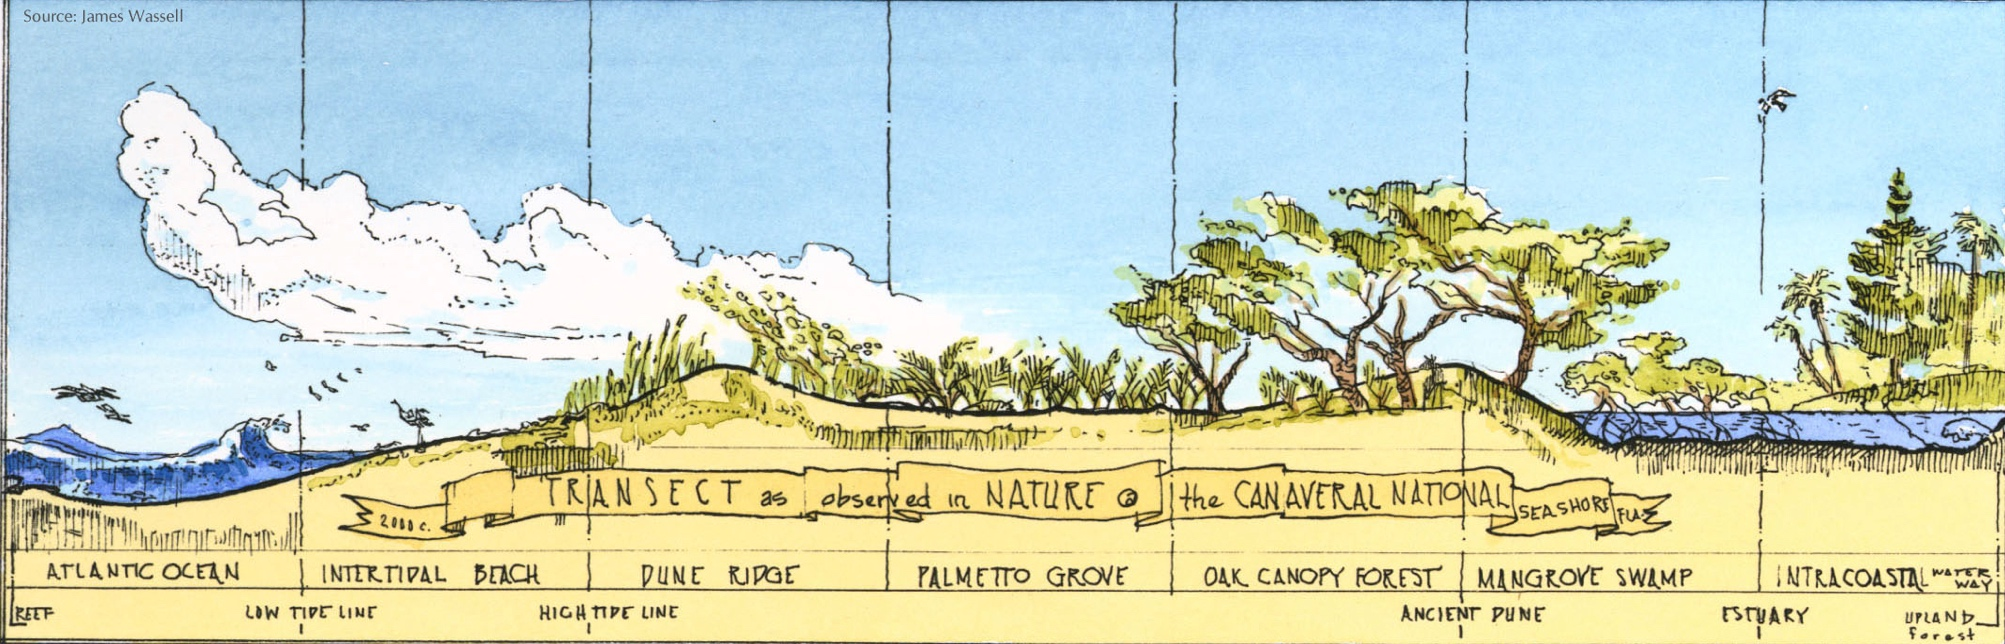 Source: James Wassell
2000 c. TRANSECT as observed in NATURE @ the CANAVERAL NATIONAL SEASHORE FLA
ATLANTIC OCEAN INTERTIDAL BEACH DUNE RIDGE PALMETTO GROVE OAK CANOPY FOREST MANGROVE SWAMP INTRACOASTAL WATER WAY
REEF LOW TIDE LINE HIGH TIDE LINE ANCIENT DUNE ESTUARY UPLAND forest